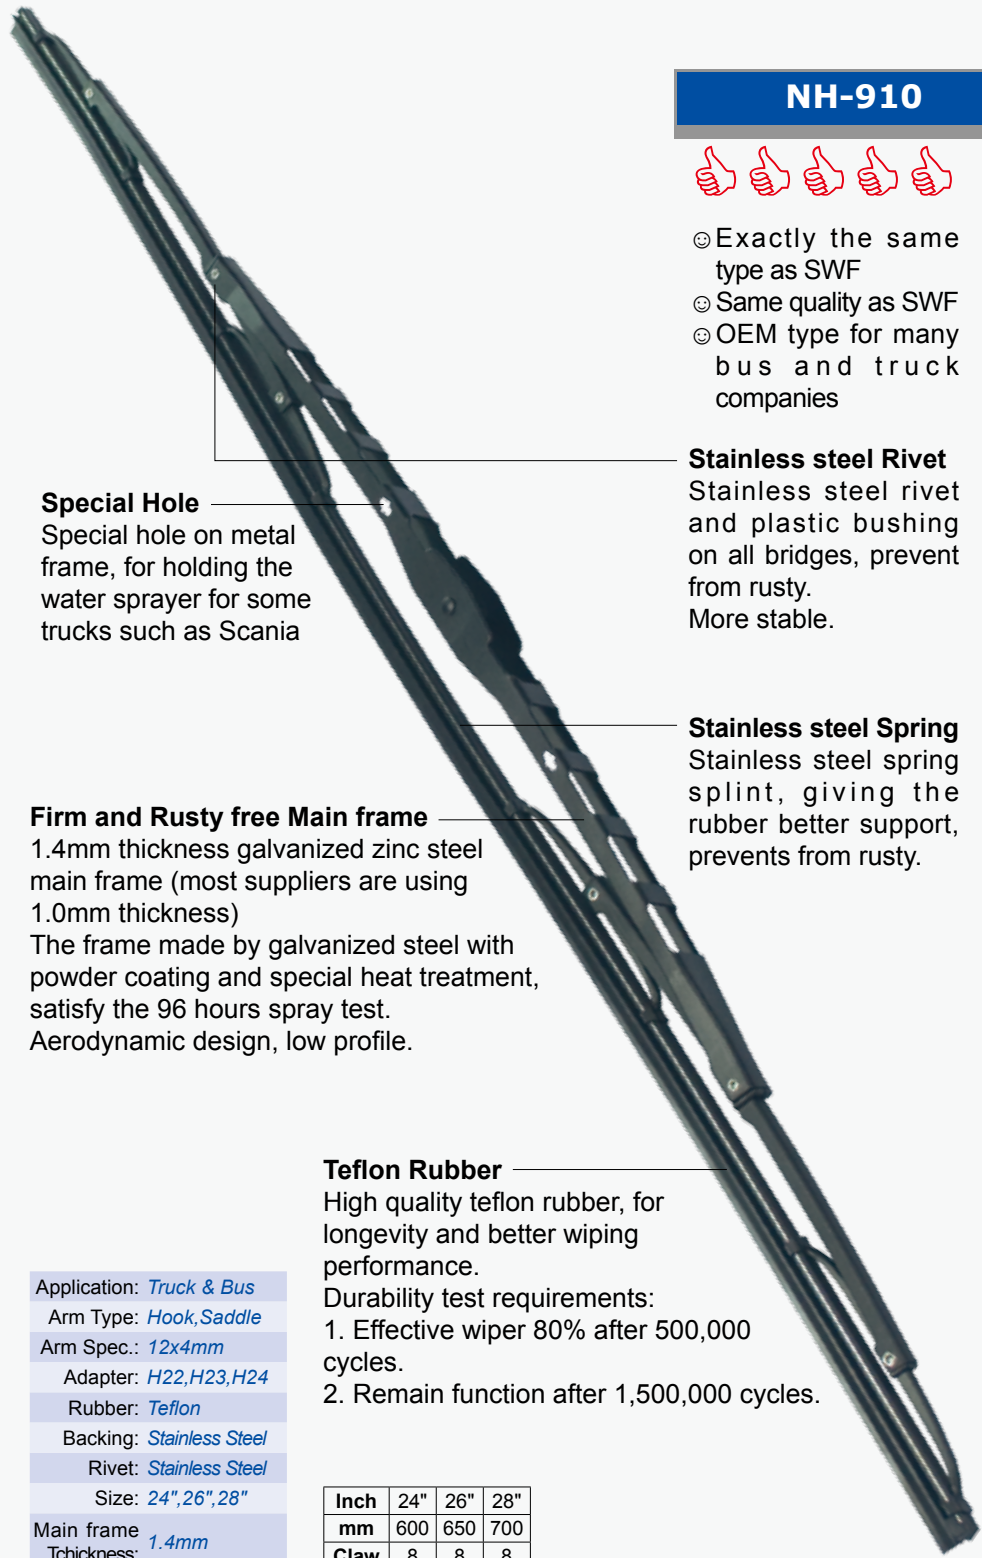 NH-910
☺Exactly the same
type as SWF
☺Same quality as SWF
☺OEM type for many
bus and truck
companies
Stainless steel Rivet
Stainless steel rivet
and plastic bushing
on all bridges, prevent
from rusty.
More stable.
Special Hole
Special hole on metal
frame, for holding the
water sprayer for some
trucks such as Scania
Stainless steel Spring
Stainless steel spring
splint, giving the
rubber better support,
prevents from rusty.
Firm and Rusty free Main frame
1.4mm thickness galvanized zinc steel
main frame (most suppliers are using
1.0mm thickness)
The frame made by galvanized steel with
powder coating and special heat treatment,
satisfy the 96 hours spray test.
Aerodynamic design, low profile.
Teflon Rubber
High quality teflon rubber, for
longevity and better wiping
performance.
Durability test requirements:
1. Effective wiper 80% after 500,000
cycles.
2. Remain function after 1,500,000 cycles.
Application: Truck & Bus
Arm Type: Hook,Saddle
Arm Spec.: 12x4mm
Adapter: H22,H23,H24
Rubber: Teflon
Backing: Stainless Steel
Rivet: Stainless Steel
Size: 24",26",28"
Main frame
Tchickness: 1.4mm
Inch 24" 26" 28"
mm 600 650 700
Claw 8 8 8